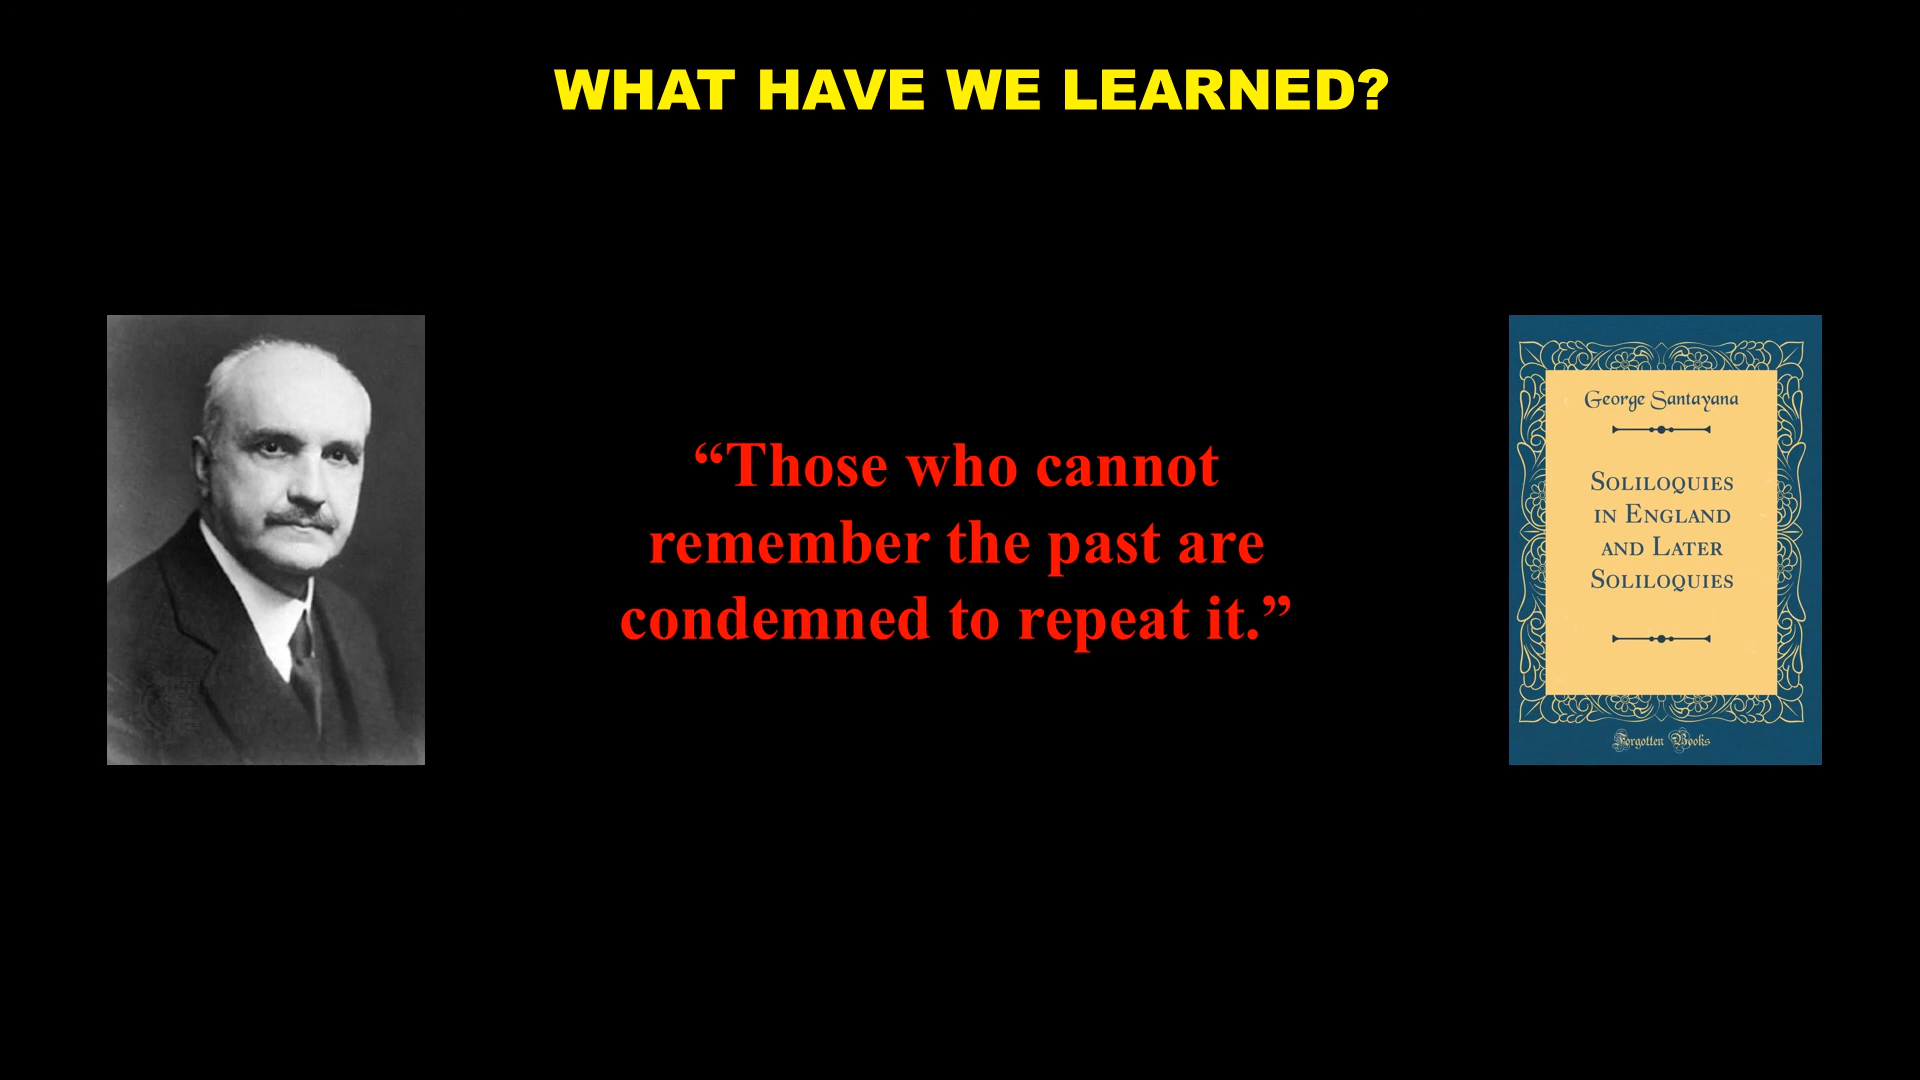 WHAT HAVE WE LEARNED?
“Those who cannot
remember the past are
condemned to repeat it.”
George Santayana
Soliloquies
in England
and Later
Soliloquies
Forgotten Books